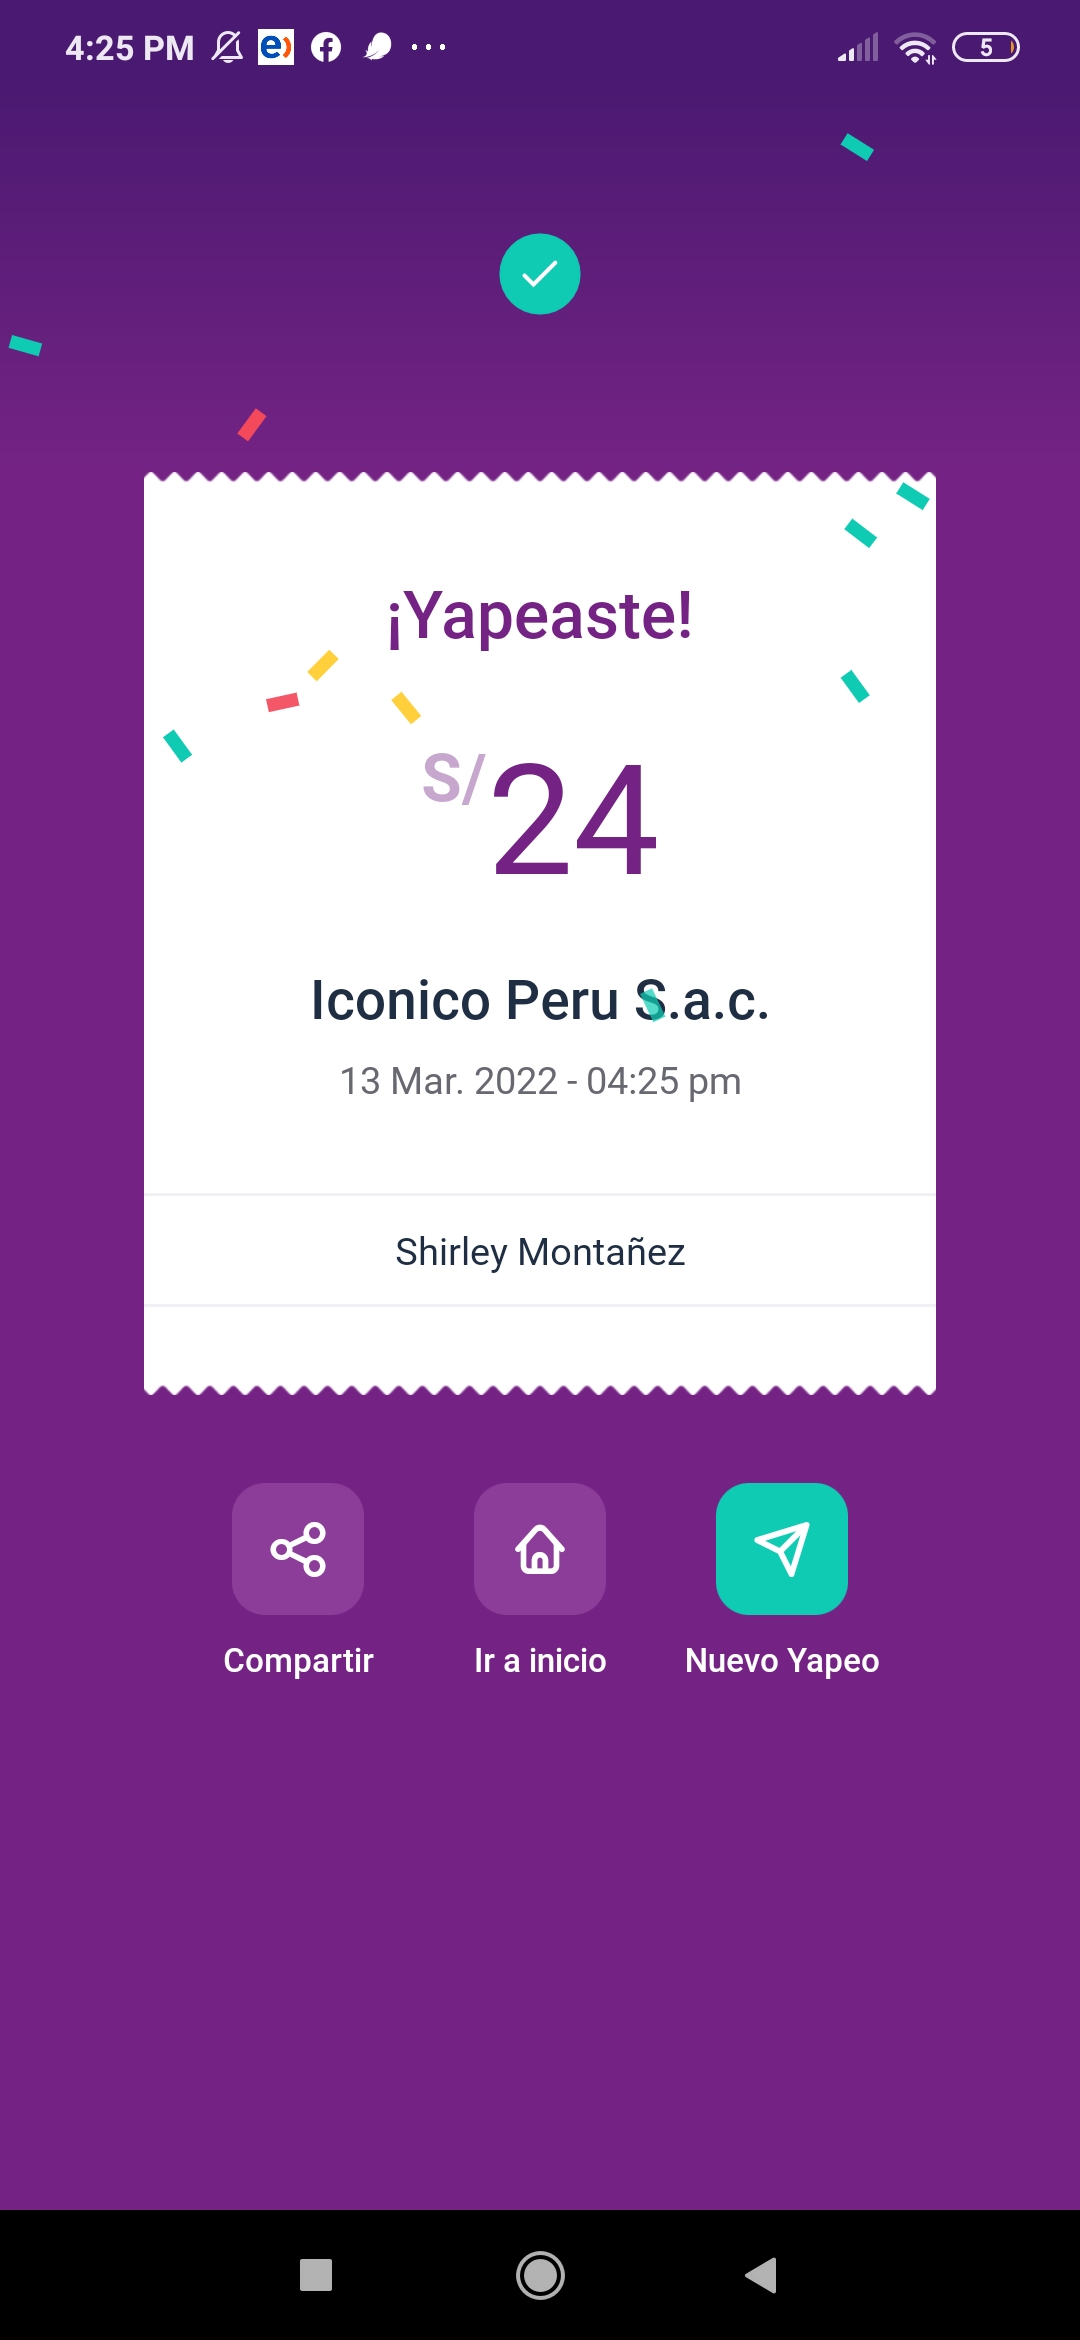 4:25 PM e) ... 5
¡Yapeaste!
S/24
Iconico Peru S.a.c.
13 Mar. 2022 - 04:25 pm
Shirley Montañez
Compartir Ir a inicio Nuevo Yapeo